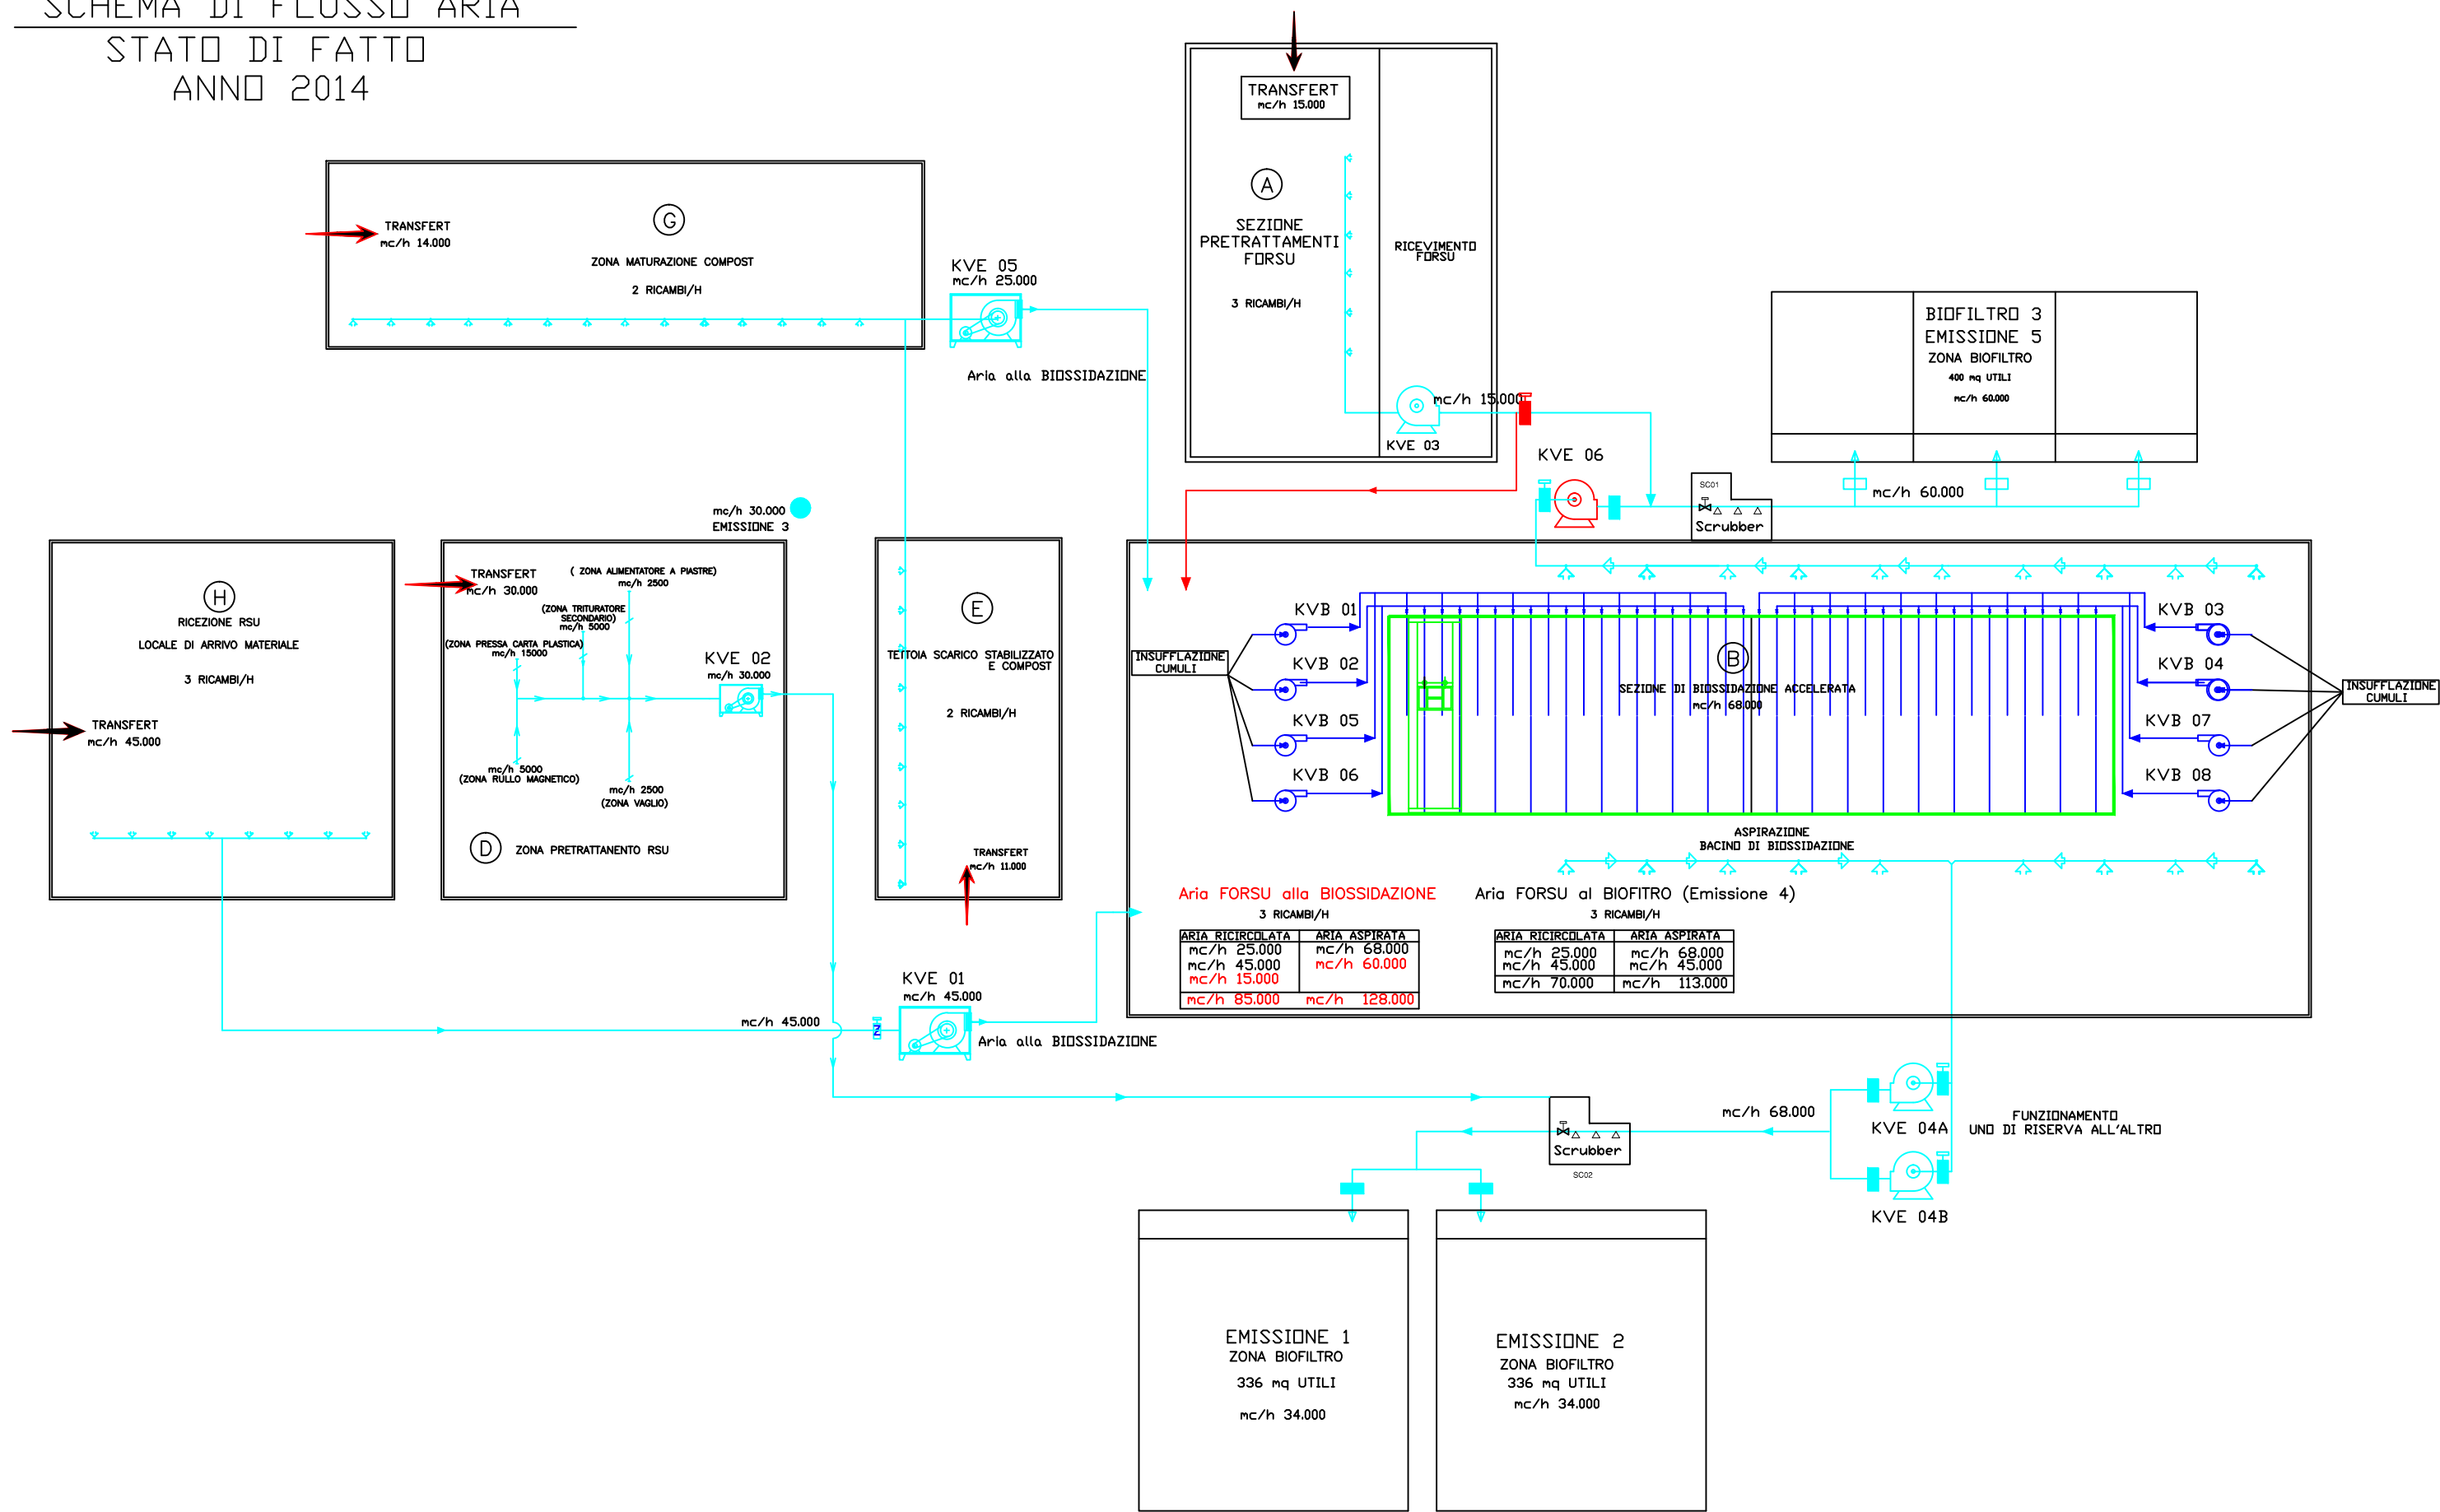 SCHEMA DI FLUSSO ARIA
STATO DI FATTO
ANNO 2014
TRANSFERT
mc/h 15.000
A
SEZIONE
PRETRATTAMENTI
FORSU
3 RICAMBI/H
RICEVIMENTO
FORSU
mc/h 15.000
KVE 03
G
TRANSFERT
mc/h 14.000
ZONA MATURAZIONE COMPOST
2 RICAMBI/H
KVE 05
mc/h 25.000
Aria alla BIOSSIDAZIONE
BIOFILTRO 3
EMISSIONE 5
ZONA BIOFILTRO
400 mq UTILI
mc/h 60.000
KVE 06
SC01
Scrubber
mc/h 60.000
H
RICEZIONE RSU
LOCALE DI ARRIVO MATERIALE
3 RICAMBI/H
TRANSFERT
mc/h 45.000
mc/h 30.000
EMISSIONE 3
TRANSFERT
mc/h 30.000
( ZONA ALIMENTATORE A PIASTRE)
mc/h 2500
(ZONA TRITURATORE
SECONDARIO)
mc/h 5000
(ZONA PRESSA CARTA PLASTICA)
mc/h 15000
KVE 02
mc/h 30.000
mc/h 5000
(ZONA RULLO MAGNETICO)
mc/h 2500
(ZONA VAGLIO)
D
ZONA PRETRATTANENTO RSU
E
TETTOIA SCARICO STABILIZZATO
E COMPOST
2 RICAMBI/H
TRANSFERT
mc/h 11.000
INSUFFLAZIONE
CUMULI
KVB 01
KVB 02
KVB 05
KVB 06
B
SEZIONE DI BIOSSIDAZIONE ACCELERATA
mc/h 68.000
KVB 03
KVB 04
KVB 07
KVB 08
INSUFFLAZIONE
CUMULI
ASPIRAZIONE
BACINO DI BIOSSIDAZIONE
Aria FORSU alla BIOSSIDAZIONE
3 RICAMBI/H
ARIA RICIRCOLATA ARIA ASPIRATA
mc/h 25.000 mc/h 68.000
mc/h 45.000 mc/h 60.000
mc/h 15.000
mc/h 85.000 mc/h 128.000
Aria FORSU al BIOFITRO (Emissione 4)
3 RICAMBI/H
ARIA RICIRCOLATA ARIA ASPIRATA
mc/h 25.000 mc/h 68.000
mc/h 45.000 mc/h 45.000
mc/h 70.000 mc/h 113.000
KVE 01
mc/h 45.000
mc/h 45.000
Aria alla BIOSSIDAZIONE
mc/h 68.000
KVE 04A
FUNZIONAMENTO
UNO DI RISERVA ALL'ALTRO
KVE 04B
Scrubber
SC02
EMISSIONE 1
ZONA BIOFILTRO
336 mq UTILI
mc/h 34.000
EMISSIONE 2
ZONA BIOFILTRO
336 mq UTILI
mc/h 34.000